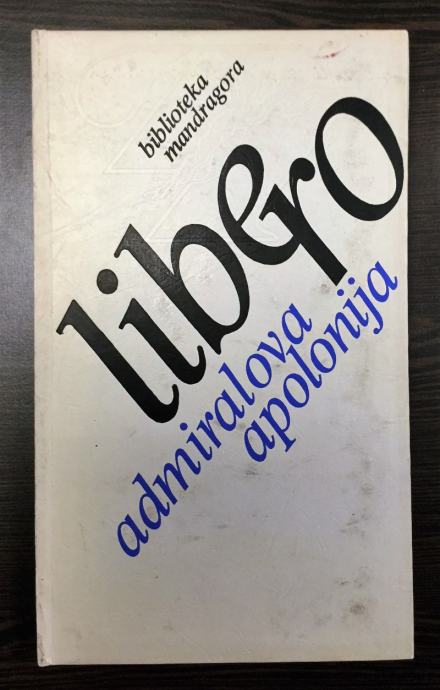 biblioteka
mandragora
libero
admiralova
apolonija